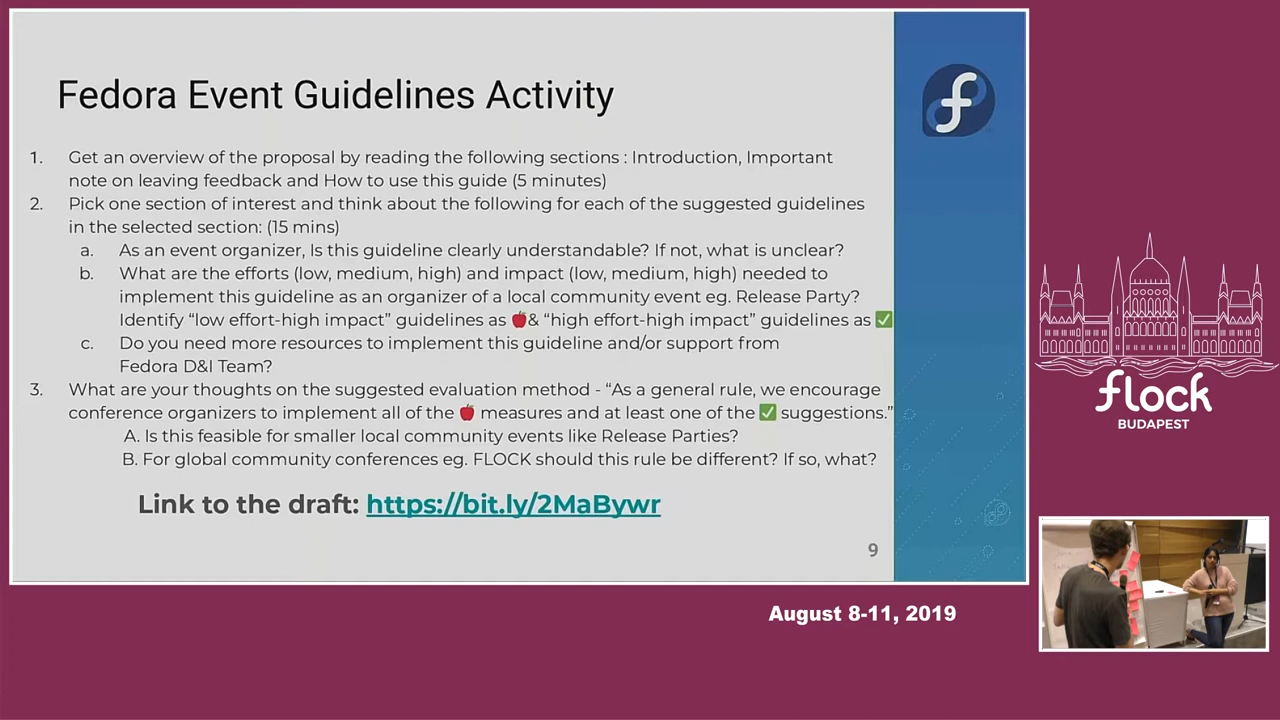 Fedora Event Guidelines Activity
1. Get an overview of the proposal by reading the following sections : Introduction, Important
note on leaving feedback and How to use this guide (5 minutes)
2. Pick one section of interest and think about the following for each of the suggested guidelines
in the selected section: (15 mins)
a. As an event organizer, Is this guideline clearly understandable? If not, what is unclear?
b. What are the efforts (low, medium, high) and impact (low, medium, high) needed to
implement this guideline as an organizer of a local community event eg. Release Party?
Identify “low effort-high impact” guidelines as 🍎& “high effort-high impact” guidelines as ✅
c. Do you need more resources to implement this guideline and/or support from
Fedora D&I Team?
3. What are your thoughts on the suggested evaluation method - “As a general rule, we encourage
conference organizers to implement all of the 🍎 measures and at least one of the ✅ suggestions.”
A. Is this feasible for smaller local community events like Release Parties?
B. For global community conferences eg. FLOCK should this rule be different? If so, what?
Link to the draft: https://bit.ly/2MaBywr
9
flock
BUDAPEST
August 8-11, 2019